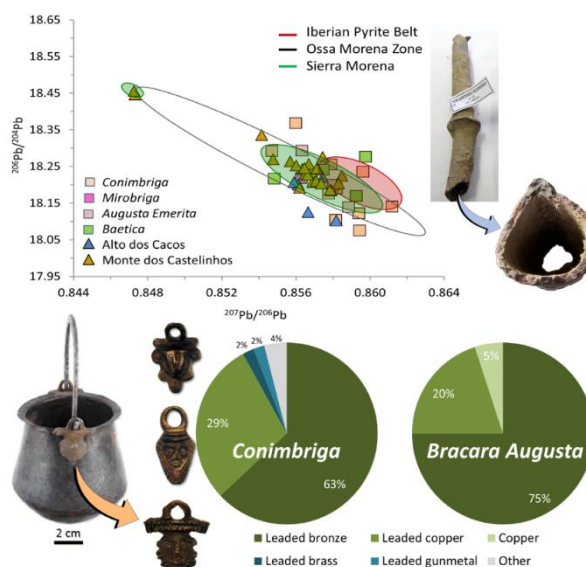 18.65
18.55
18.45
18.35
18.25
18.15
18.05
17.95
²⁰⁶Pb/²⁰⁴Pb
Iberian Pyrite Belt
Ossa Morena Zone
Sierra Morena
Conimbriga
Mirobriga
Augusta Emerita
Baetica
Alto dos Cacos
Monte dos Castelinhos
0.844 0.848 0.852 0.856 0.860 0.864
²⁰⁷Pb/²⁰⁶Pb
2 cm
2% 2% 4%
29%
Conimbriga
63%
5%
20%
Bracara Augusta
75%
Leaded bronze Leaded copper Copper
Leaded brass Leaded gunmetal Other